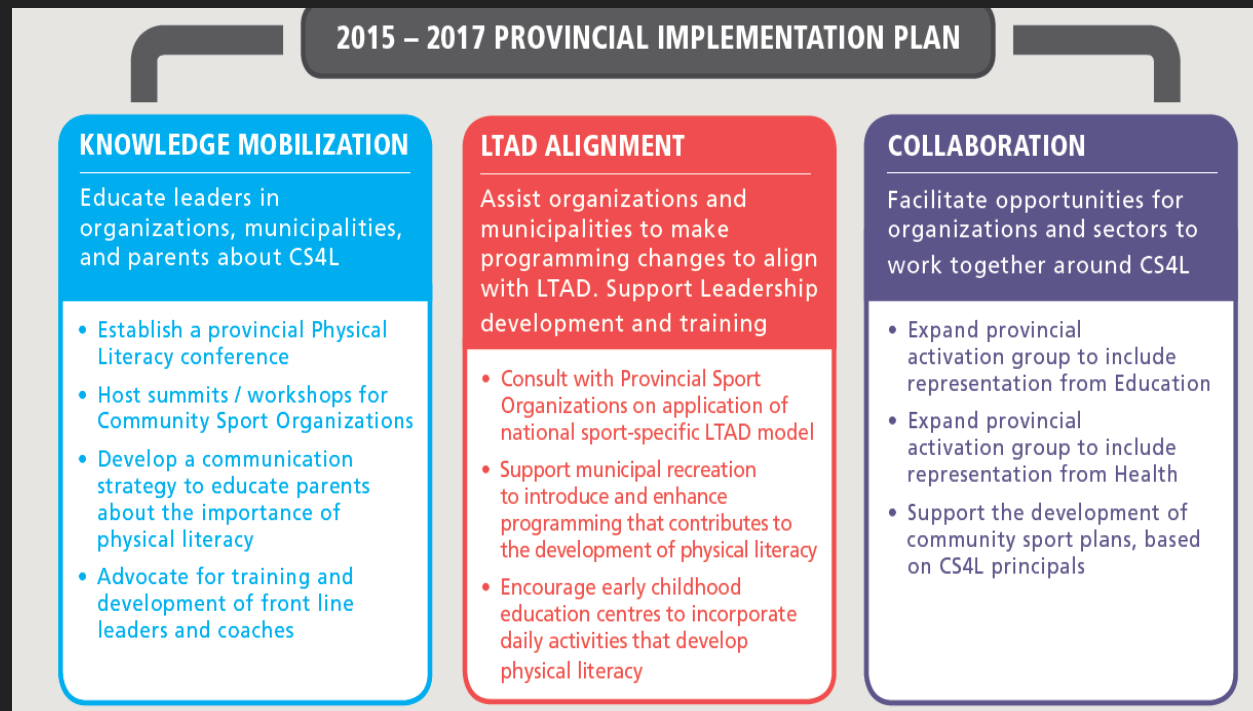 2015 – 2017 PROVINCIAL IMPLEMENTATION PLAN
KNOWLEDGE MOBILIZATION
Educate leaders in
organizations, municipalities,
and parents about CS4L
• Establish a provincial Physical
Literacy conference
• Host summits / workshops for
Community Sport Organizations
• Develop a communication
strategy to educate parents
about the importance of
physical literacy
• Advocate for training and
development of front line
leaders and coaches
LTAD ALIGNMENT
Assist organizations and
municipalities to make
programming changes to align
with LTAD. Support Leadership
development and training
• Consult with Provincial Sport
Organizations on application of
national sport-specific LTAD model
• Support municipal recreation
to introduce and enhance
programming that contributes to
the development of physical literacy
• Encourage early childhood
education centres to incorporate
daily activities that develop
physical literacy
COLLABORATION
Facilitate opportunities for
organizations and sectors to
work together around CS4L
• Expand provincial
activation group to include
representation from Education
• Expand provincial
activation group to include
representation from Health
• Support the development of
community sport plans, based
on CS4L principals